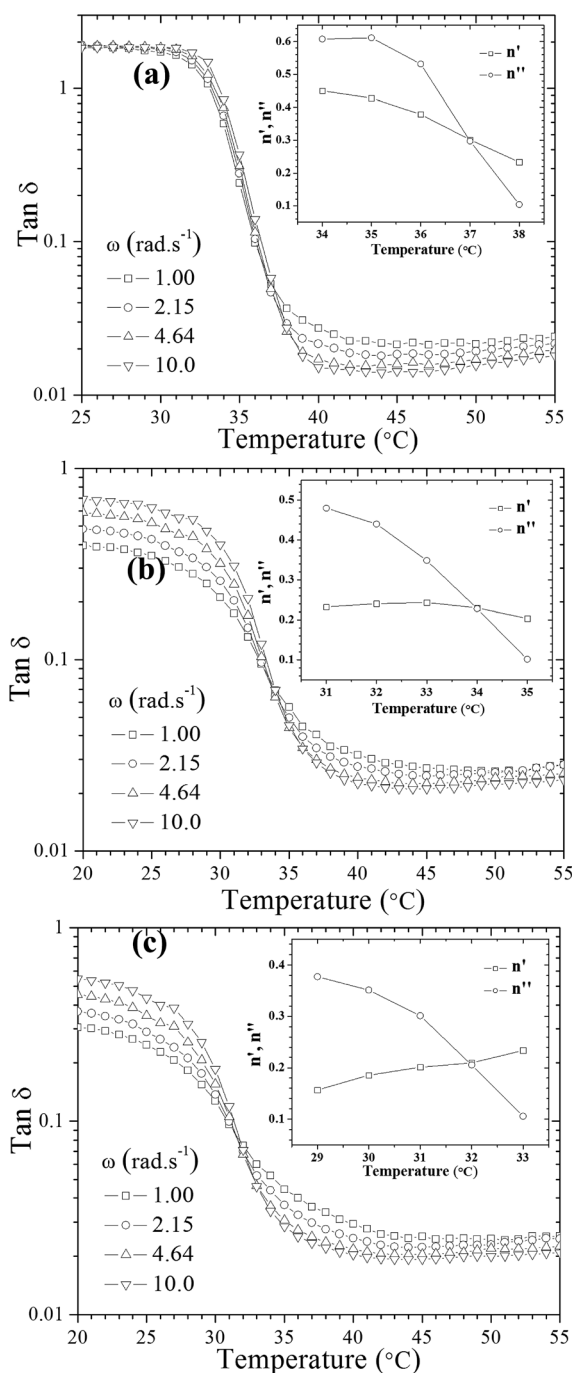 (a)
n'
n''
0.6
0.5
0.4
0.3
0.2
0.1
n', n''
34 35 36 37 38
Temperature (°C)
1
0.1
0.01
Tan δ
ω (rad.s⁻¹)
1.00
2.15
4.64
10.0
25 30 35 40 45 50 55
Temperature (°C)
(b)
n'
n''
0.5
0.4
0.3
0.2
0.1
n', n''
31 32 33 34 35
Temperature (°C)
1
0.1
0.01
Tan δ
ω (rad.s⁻¹)
1.00
2.15
4.64
10.0
20 25 30 35 40 45 50 55
Temperature (°C)
(c)
n'
n''
0.4
0.3
0.2
0.1
n', n''
29 30 31 32 33
Temperature (°C)
1
0.1
0.01
Tan δ
ω (rad.s⁻¹)
1.00
2.15
4.64
10.0
20 25 30 35 40 45 50 55
Temperature (°C)